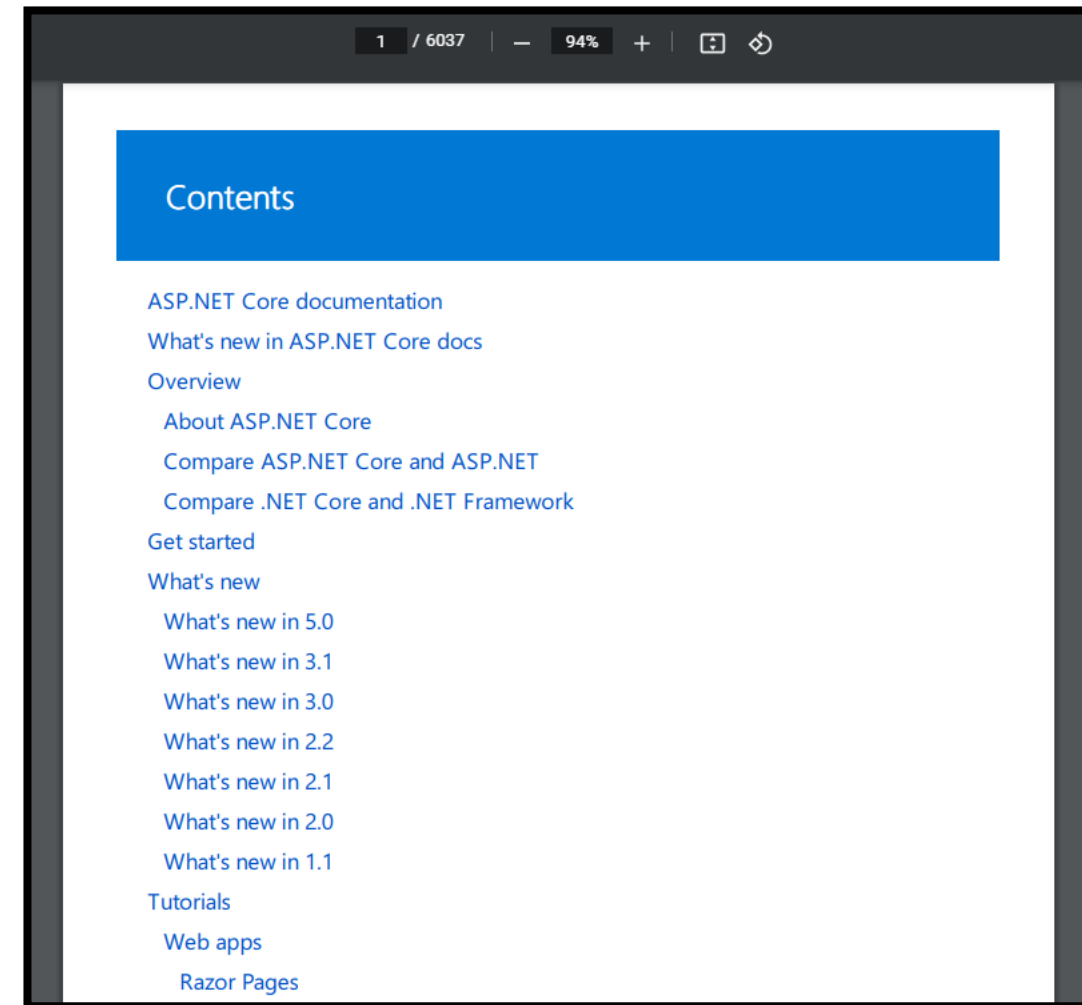 1 / 6037 | — 94% + |
Contents
ASP.NET Core documentation
What's new in ASP.NET Core docs
Overview
About ASP.NET Core
Compare ASP.NET Core and ASP.NET
Compare .NET Core and .NET Framework
Get started
What's new
What's new in 5.0
What's new in 3.1
What's new in 3.0
What's new in 2.2
What's new in 2.1
What's new in 2.0
What's new in 1.1
Tutorials
Web apps
Razor Pages